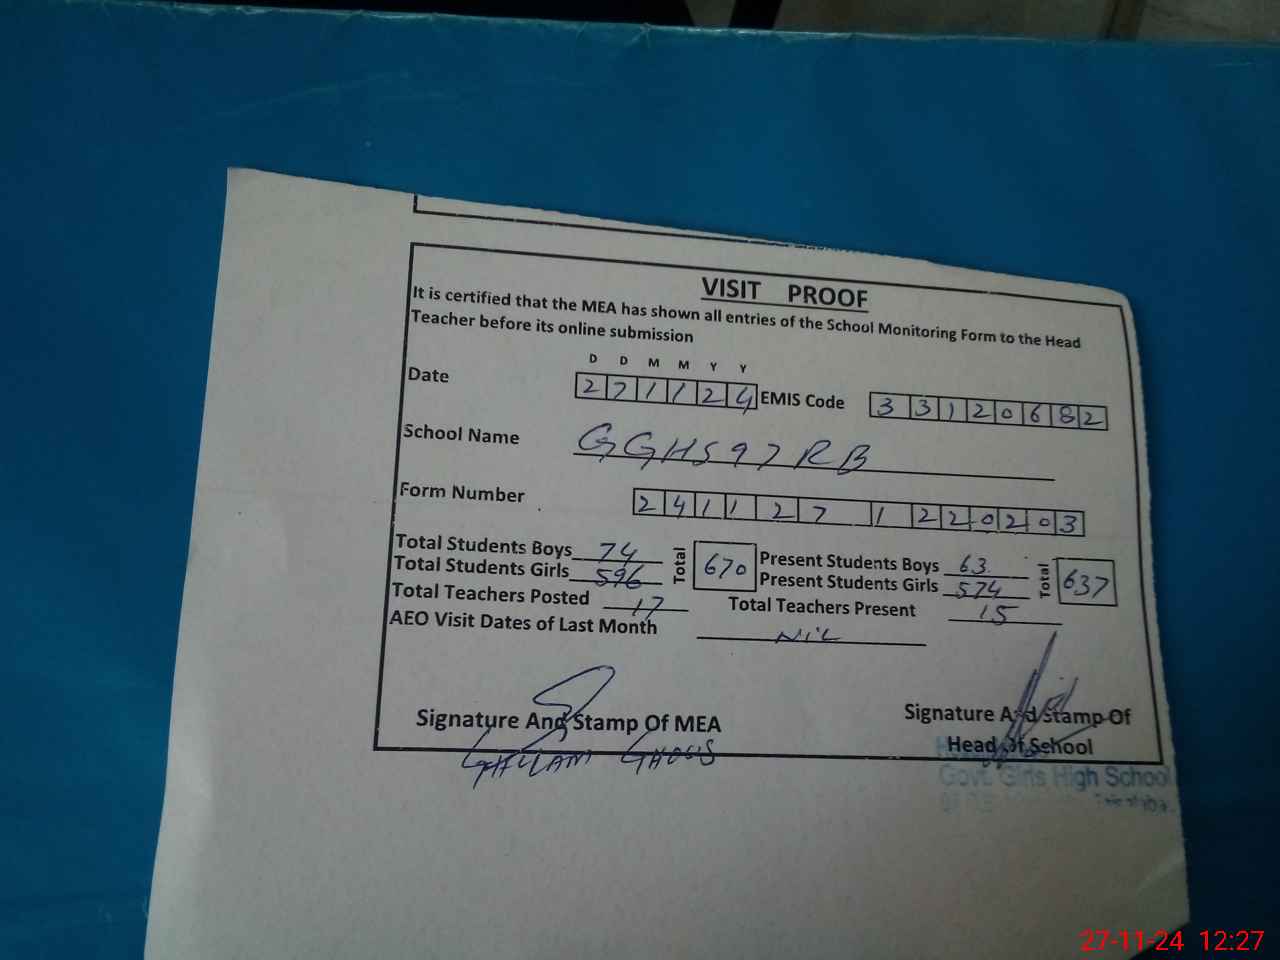 VISIT PROOF
It is certified that the MEA has shown all entries of the School Monitoring Form to the Head
Teacher before its online submission
D D M M Y Y
Date 2 7 1 1 2 4 EMIS Code 3 3 1 2 0 6 8 2
School Name GGHS 97 RB
Form Number 2 4 1 1 2 7 1 2 2 0 2 0 3
Total Students Boys 74 Total 670 Present Students Boys 63 Total 637
Total Students Girls 596 Present Students Girls 574
Total Teachers Posted 17 Total Teachers Present 15
AEO Visit Dates of Last Month Nil
Signature And Stamp Of MEA Signature And Stamp Of
Head Of School
GHULAM GHOUS
Govt. Girls High School
27-11-24 12:27